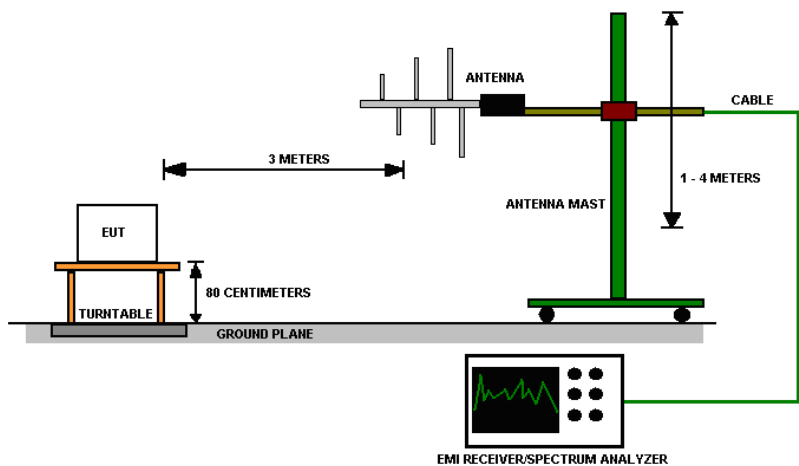 ANTENNA
CABLE
3 METERS
1 - 4 METERS
ANTENNA MAST
EUT
80 CENTIMETERS
TURNTABLE
GROUND PLANE
EMI RECEIVER/SPECTRUM ANALYZER